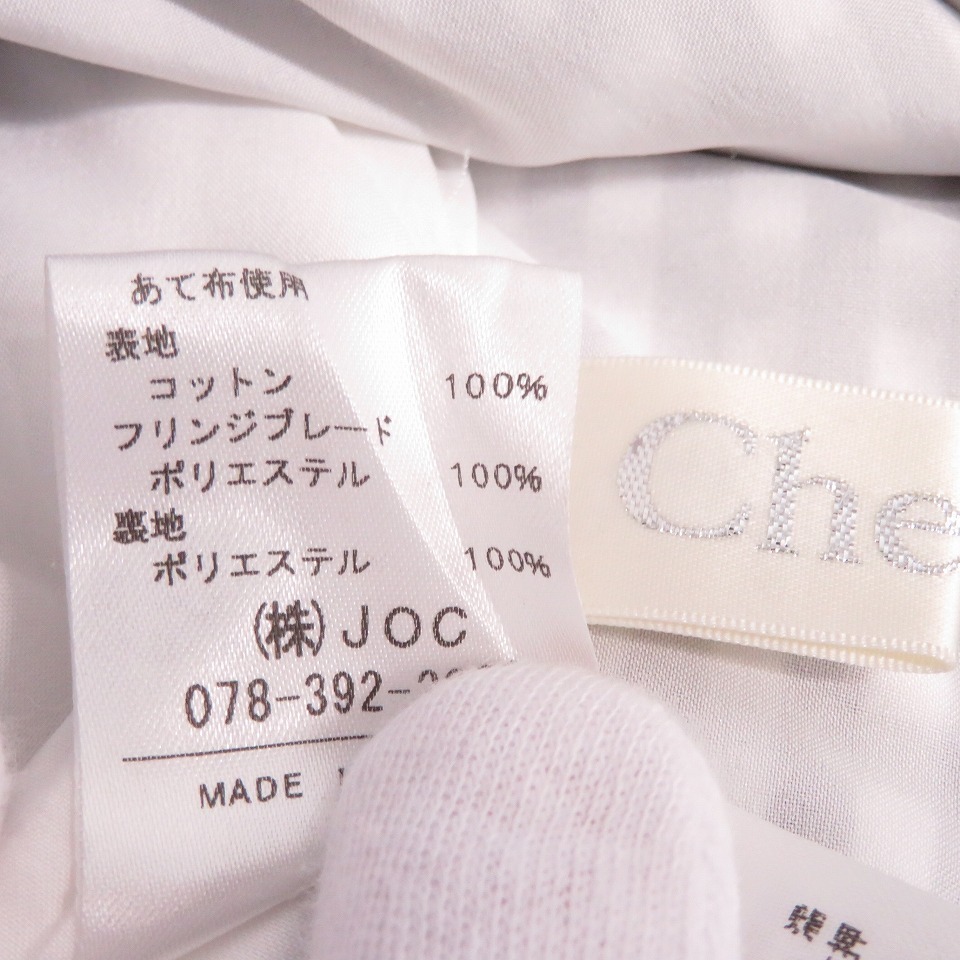 あて布使用
表地
コットン 100%
フリンジブレード
ポリエステル 100%
裏地
ポリエステル 100%
(株)JOC
078-392-
MADE
Che